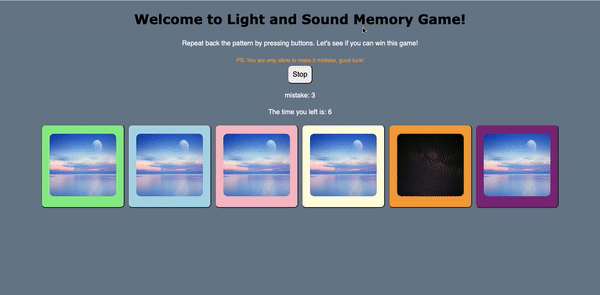 Welcome to Light and Sound Memory Game!
Repeat back the pattern by pressing buttons. Let's see if you can win this game!
PS: You are only allow to make 3 mistake, good luck!
Stop
mistake: 3
The time you left is: 6